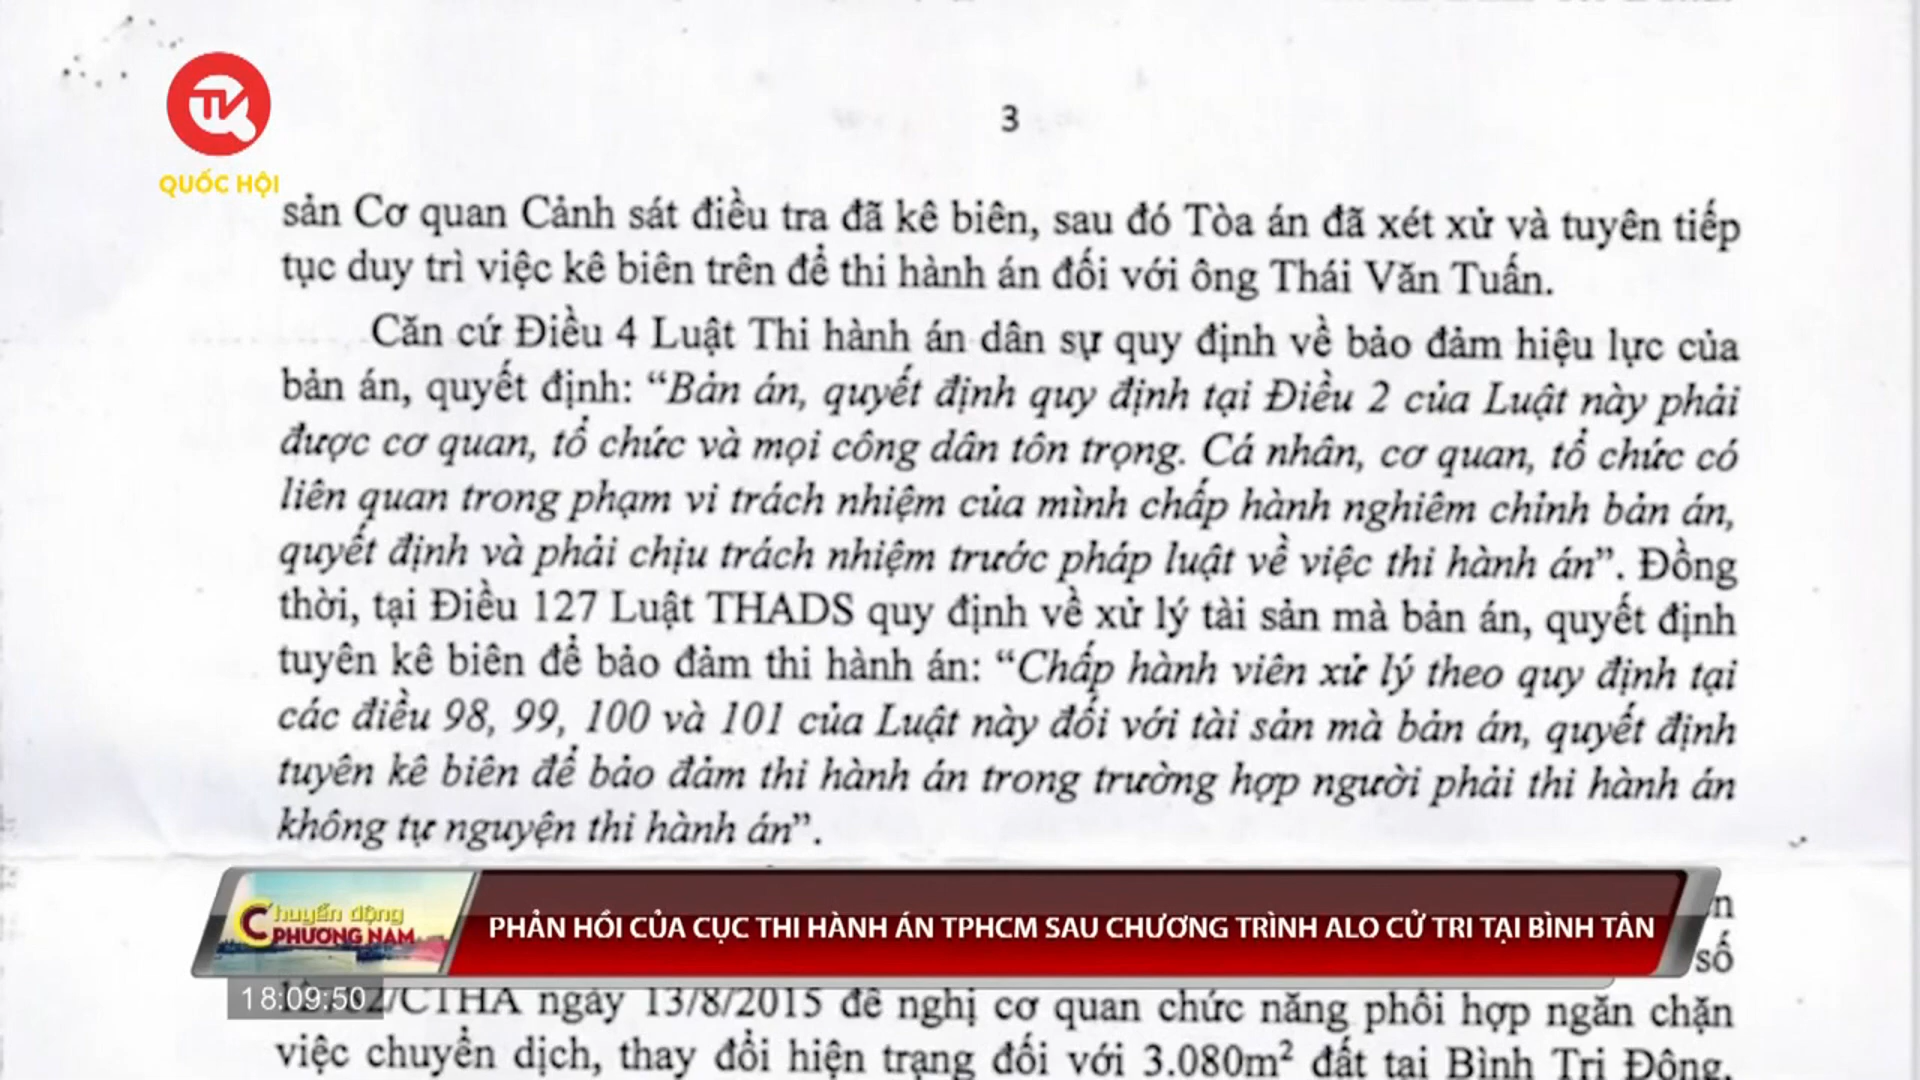 3
TV
QUỐC HỘI
sản Cơ quan Cảnh sát điều tra đã kê biên, sau đó Tòa án đã xét xử và tuyên tiếp
tục duy trì việc kê biên trên để thi hành án đối với ông Thái Văn Tuấn.
Căn cứ Điều 4 Luật Thi hành án dân sự quy định về bảo đảm hiệu lực của
bản án, quyết định: “Bản án, quyết định quy định tại Điều 2 của Luật này phải
được cơ quan, tổ chức và mọi công dân tôn trọng. Cá nhân, cơ quan, tổ chức có
liên quan trong phạm vi trách nhiệm của mình chấp hành nghiêm chỉnh bản án,
quyết định và phải chịu trách nhiệm trước pháp luật về việc thi hành án”. Đồng
thời, tại Điều 127 Luật THADS quy định về xử lý tài sản mà bản án, quyết định
tuyên kê biên để bảo đảm thi hành án: “Chấp hành viên xử lý theo quy định tại
các điều 98, 99, 100 và 101 của Luật này đối với tài sản mà bản án, quyết định
tuyên kê biên để bảo đảm thi hành án trong trường hợp người phải thi hành án
không tự nguyện thi hành án”.
Chuyển động
PHƯƠNG NAM
PHẢN HỒI CỦA CỤC THI HÀNH ÁN TPHCM SAU CHƯƠNG TRÌNH ALO CỬ TRI TẠI BÌNH TÂN
số
18:09:50
/CTHA ngày 13/8/2015 đề nghị cơ quan chức năng phối hợp ngăn chặn
việc chuyển dịch, thay đổi hiện trạng đối với 3.080m² đất tại Bình Trị Đông,